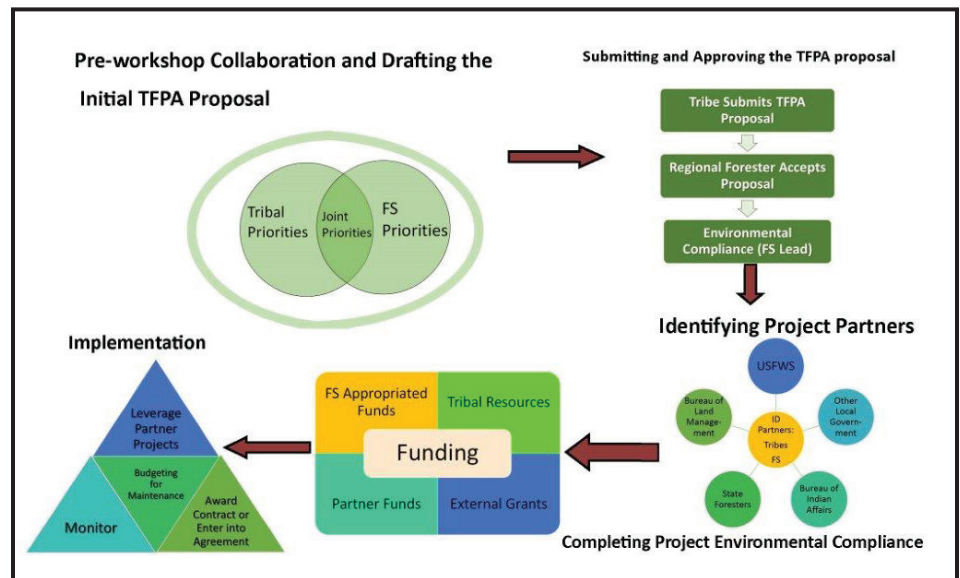 Pre-workshop Collaboration and Drafting the
Initial TFPA Proposal
Tribal
Priorities
Joint
Priorities
FS
Priorities
Submitting and Approving the TFPA proposal
Tribe Submits TFPA
Proposal
Regional Forester Accepts
Proposal
Environmental
Compliance (FS Lead)
Identifying Project Partners
USFWS
Bureau of
Land
Manage-
ment
Other
Local
Govern-
ment
ID
Partners:
Tribes
FS
State
Foresters
Bureau of
Indian
Affairs
Completing Project Environmental Compliance
FS Appropriated
Funds
Tribal Resources
Funding
Partner Funds
External Grants
Implementation
Leverage
Partner
Projects
Budgeting
for
Maintenance
Monitor
Award
Contract or
Enter into
Agreement